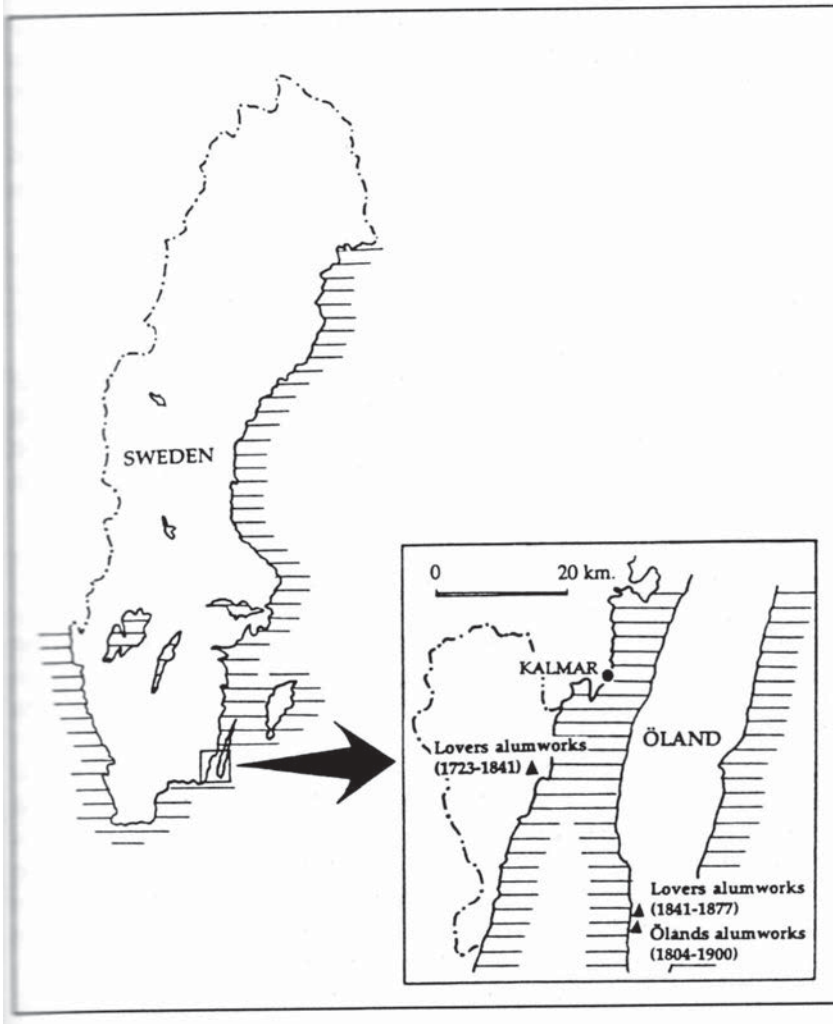 SWEDEN
0 20 km.
KALMAR
Lovers alumworks
(1723-1841)
ÖLAND
Lovers alumworks
(1841-1877)
Ölands alumworks
(1804-1900)